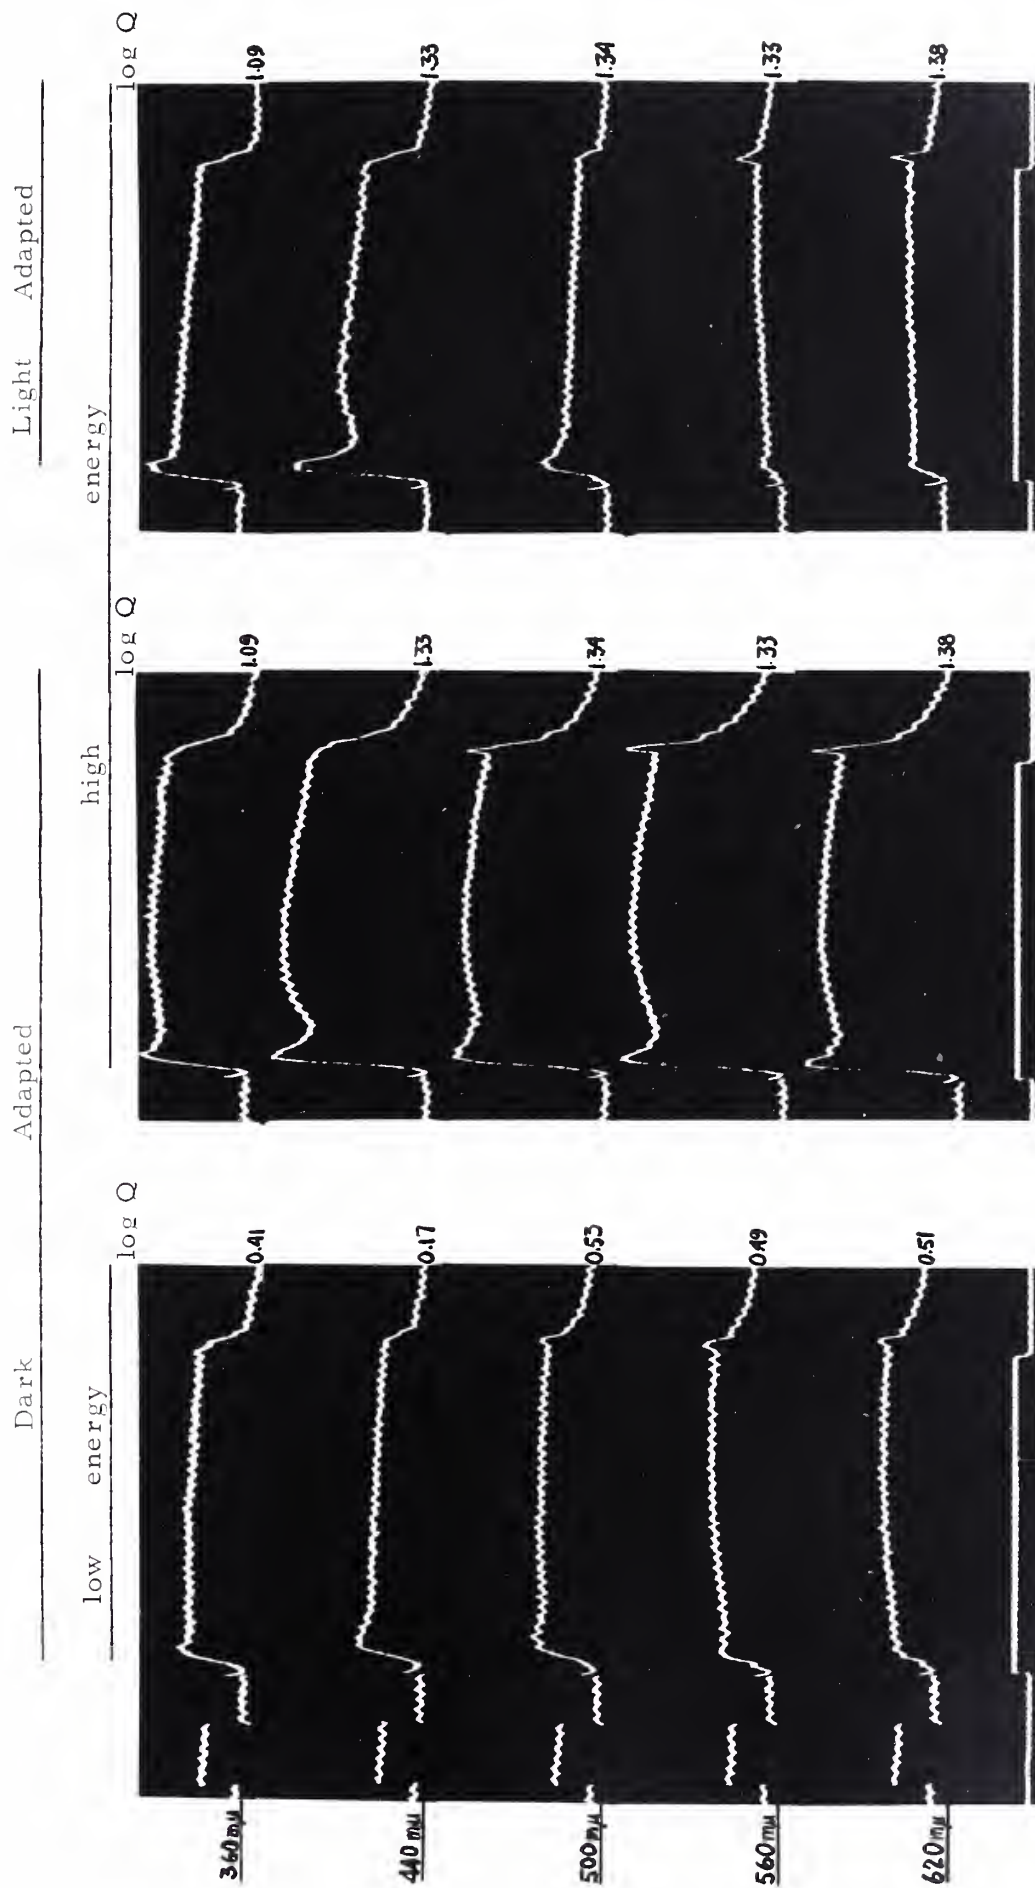 Dark Adapted Light Adapted
low energy high energy
log Q log Q log Q
360mμ 0.41 1.09 1.09
440mμ 0.17 1.33 1.33
500mμ 0.53 1.34 1.34
560mμ 0.49 1.33 1.33
620mμ 0.51 1.38 1.38